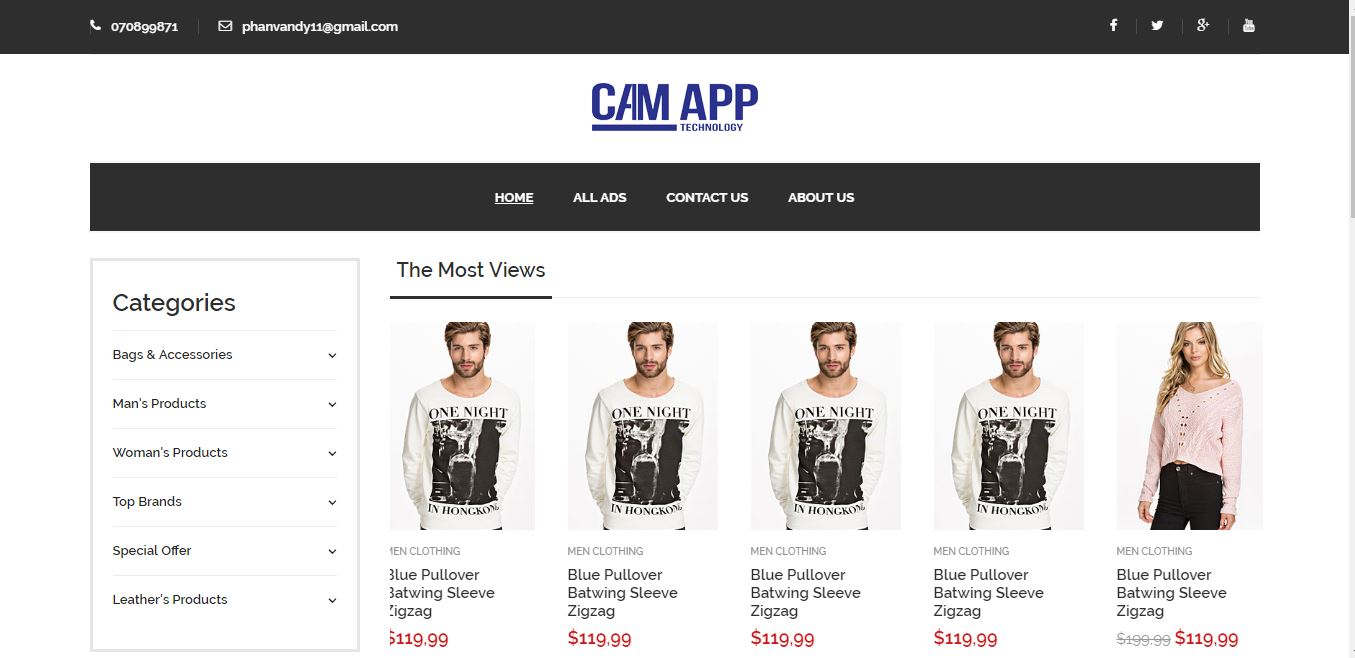 070899871
phanvandy11@gmail.com
CAM APP
TECHNOLOGY
HOME
ALL ADS
CONTACT US
ABOUT US
Categories
Bags & Accessories
Man's Products
Woman's Products
Top Brands
Special Offer
Leather's Products
The Most Views
ONE NIGHT
IN HONGKONG
MEN CLOTHING
Blue Pullover
Batwing Sleeve
Zigzag
$119,99
ONE NIGHT
IN HONGKONG
MEN CLOTHING
Blue Pullover
Batwing Sleeve
Zigzag
$119,99
ONE NIGHT
IN HONGKONG
MEN CLOTHING
Blue Pullover
Batwing Sleeve
Zigzag
$119,99
ONE NIGHT
IN HONGKONG
MEN CLOTHING
Blue Pullover
Batwing Sleeve
Zigzag
$119,99
MEN CLOTHING
Blue Pullover
Batwing Sleeve
Zigzag
$199,99 $119,99